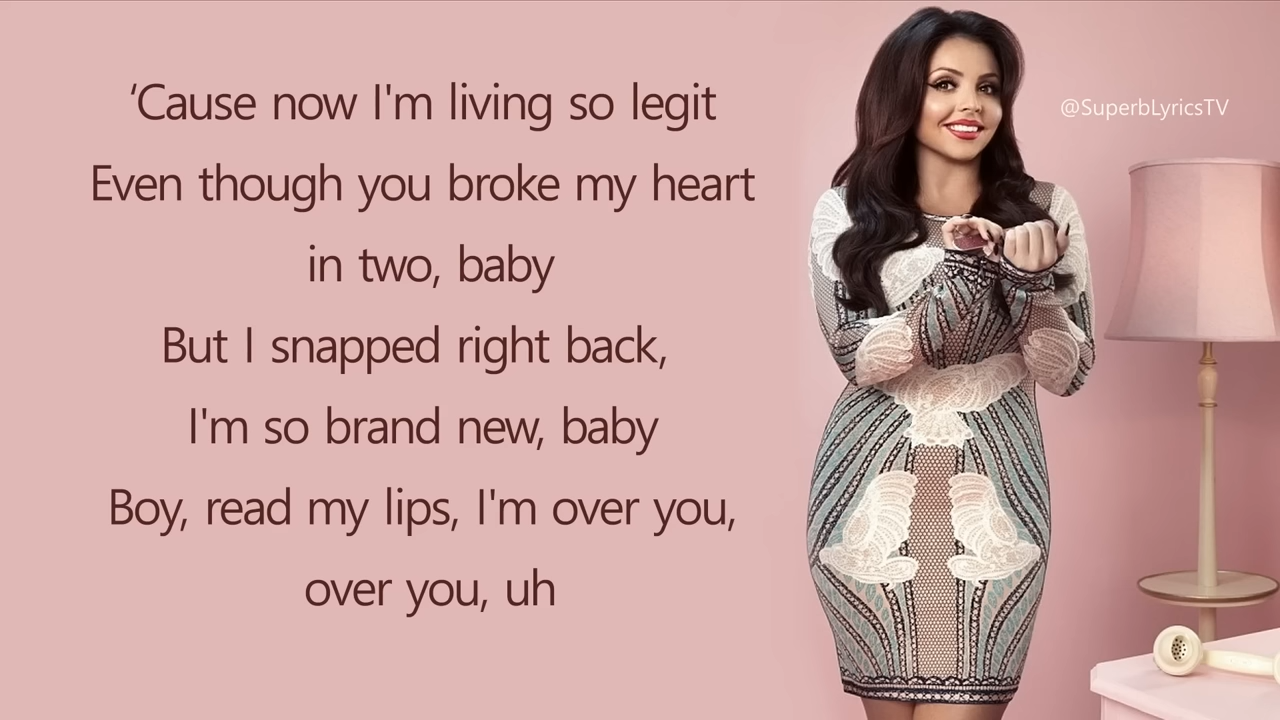 ‘Cause now I'm living so legit
Even though you broke my heart
in two, baby
But I snapped right back,
I'm so brand new, baby
Boy, read my lips, I'm over you,
over you, uh
@SuperbLyricsTV